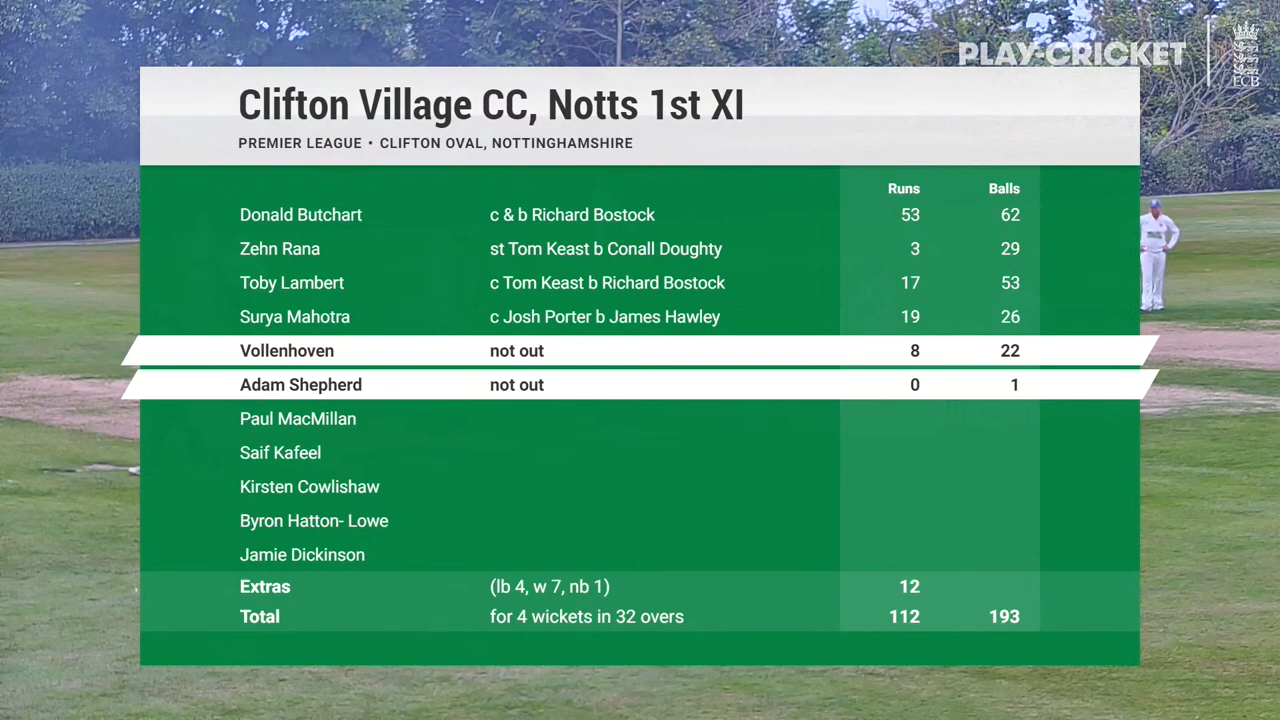 PLAY-CRICKET
ECB
Clifton Village CC, Notts 1st XI
PREMIER LEAGUE • CLIFTON OVAL, NOTTINGHAMSHIRE
Runs Balls
Donald Butchart c & b Richard Bostock 53 62
Zehn Rana st Tom Keast b Conall Doughty 3 29
Toby Lambert c Tom Keast b Richard Bostock 17 53
Surya Mahotra c Josh Porter b James Hawley 19 26
Vollenhoven not out 8 22
Adam Shepherd not out 0 1
Paul MacMillan
Saif Kafeel
Kirsten Cowlishaw
Byron Hatton- Lowe
Jamie Dickinson
Extras (lb 4, w 7, nb 1) 12
Total for 4 wickets in 32 overs 112 193